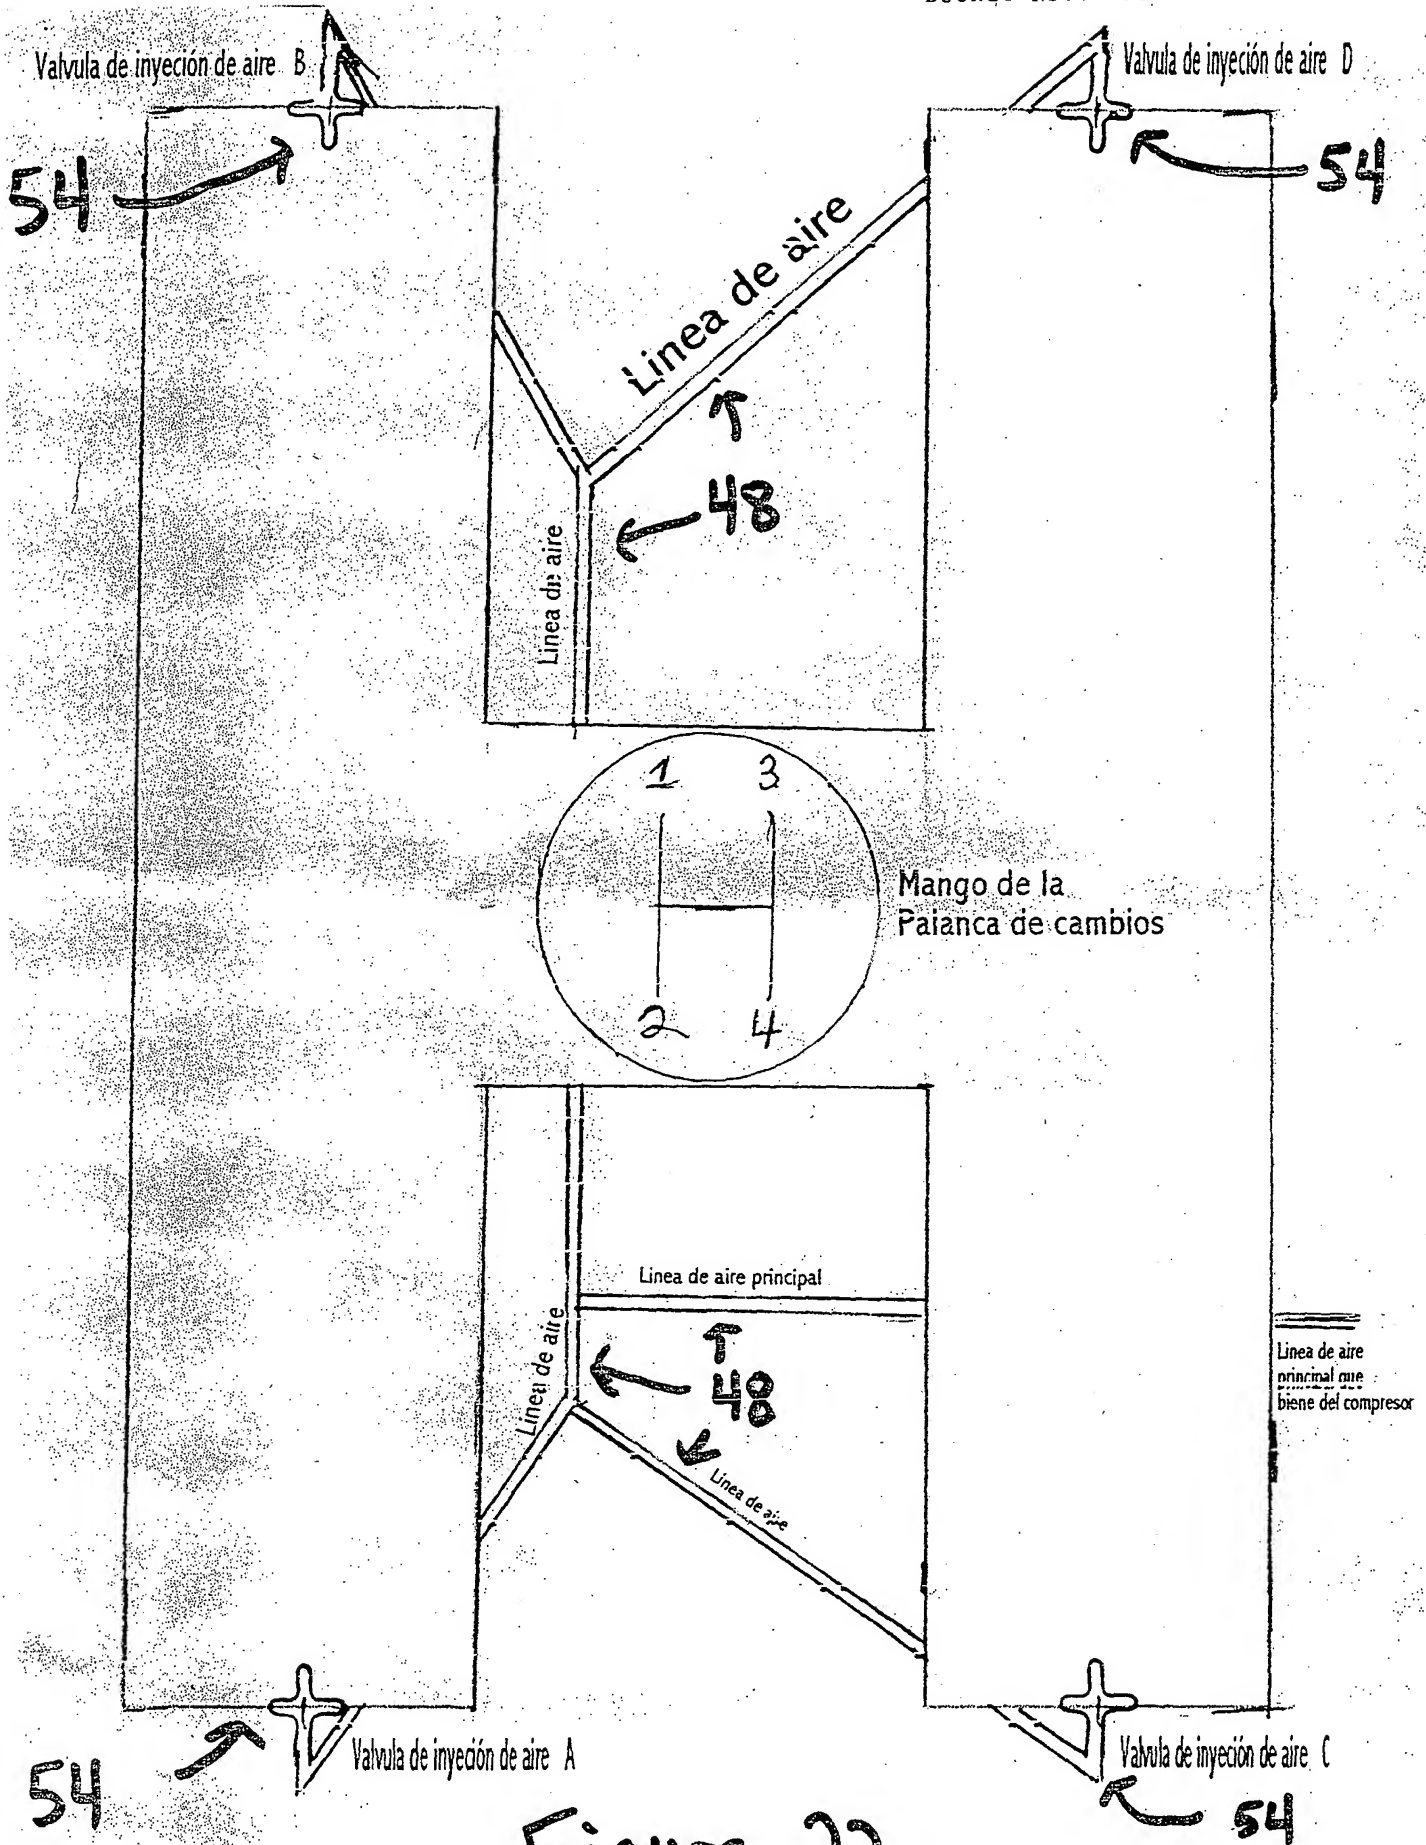 Valvula de inyeción de aire B
Valvula de inyeción de aire D
54
54
Linea de aire
48
Linea de aire
1 3
Mango de la
Paianca de cambios
2 4
Linea de aire principal
Linea de aire
48
Linea de aire
Linea de aire
principal que
biene del compresor
Valvula de inyeción de aire A
Valvula de inyeción de aire C
54
54